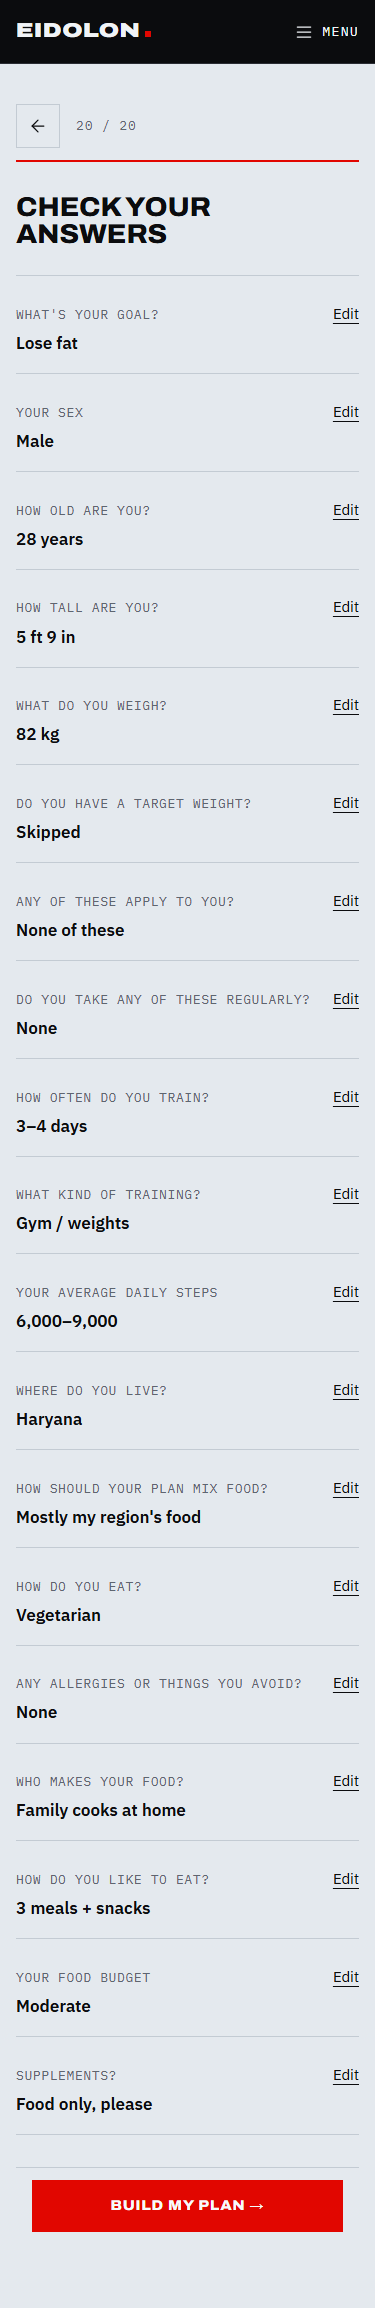 EIDOLON.
MENU
20 / 20
CHECK YOUR
ANSWERS
WHAT'S YOUR GOAL?
Edit
Lose fat
YOUR SEX
Edit
Male
HOW OLD ARE YOU?
Edit
28 years
HOW TALL ARE YOU?
Edit
5 ft 9 in
WHAT DO YOU WEIGH?
Edit
82 kg
DO YOU HAVE A TARGET WEIGHT?
Edit
Skipped
ANY OF THESE APPLY TO YOU?
Edit
None of these
DO YOU TAKE ANY OF THESE REGULARLY?
Edit
None
HOW OFTEN DO YOU TRAIN?
Edit
3–4 days
WHAT KIND OF TRAINING?
Edit
Gym / weights
YOUR AVERAGE DAILY STEPS
Edit
6,000–9,000
WHERE DO YOU LIVE?
Edit
Haryana
HOW SHOULD YOUR PLAN MIX FOOD?
Edit
Mostly my region's food
HOW DO YOU EAT?
Edit
Vegetarian
ANY ALLERGIES OR THINGS YOU AVOID?
Edit
None
WHO MAKES YOUR FOOD?
Edit
Family cooks at home
HOW DO YOU LIKE TO EAT?
Edit
3 meals + snacks
YOUR FOOD BUDGET
Edit
Moderate
SUPPLEMENTS?
Edit
Food only, please
BUILD MY PLAN →